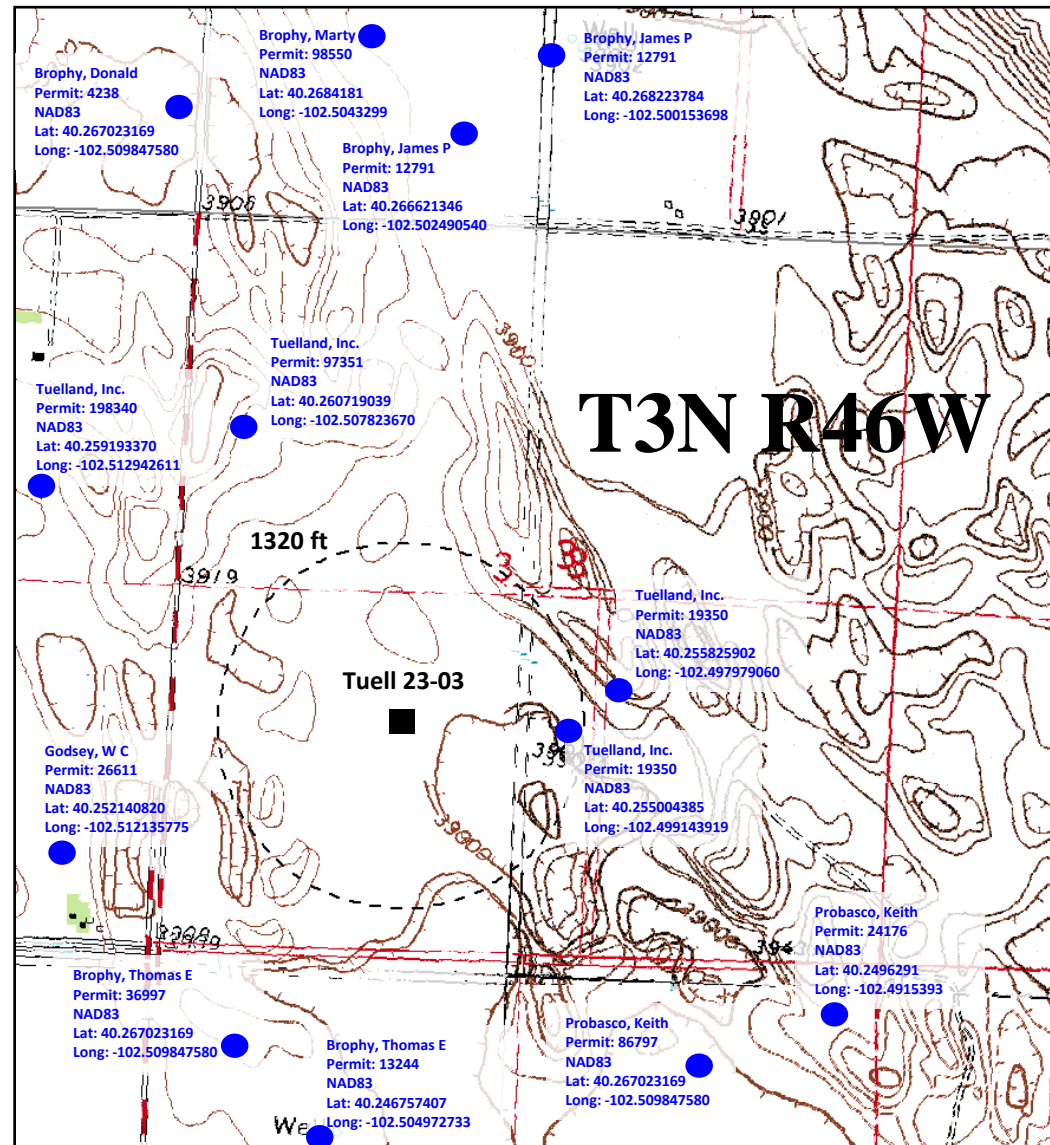 Brophy, Marty
Permit: 98550
NAD83
Lat: 40.2684181
Long: -102.5043299
Brophy, James P
Permit: 12791
NAD83
Lat: 40.268223784
Long: -102.500153698
Brophy, Donald
Permit: 4238
NAD83
Lat: 40.267023169
Long: -102.509847580
Brophy, James P
Permit: 12791
NAD83
Lat: 40.266621346
Long: -102.502490540
Well
3902
3906
3901
3900
Tuelland, Inc.
Permit: 97351
NAD83
Lat: 40.260719039
Long: -102.507823670
Tuelland, Inc.
Permit: 198340
NAD83
Lat: 40.259193370
Long: -102.512942611
T3N R46W
3900
1320 ft
3919
Tuelland, Inc.
Permit: 19350
NAD83
Lat: 40.255825902
Long: -102.497979060
Tuell 23-03
Tuelland, Inc.
Permit: 19350
NAD83
Lat: 40.255004385
Long: -102.499143919
Godsey, W C
Permit: 26611
NAD83
Lat: 40.252140820
Long: -102.512135775
Probasco, Keith
Permit: 24176
NAD83
Lat: 40.2496291
Long: -102.4915393
Brophy, Thomas E
Permit: 36997
NAD83
Lat: 40.267023169
Long: -102.509847580
Brophy, Thomas E
Permit: 13244
NAD83
Lat: 40.246757407
Long: -102.504972733
Probasco, Keith
Permit: 86797
NAD83
Lat: 40.267023169
Long: -102.509847580